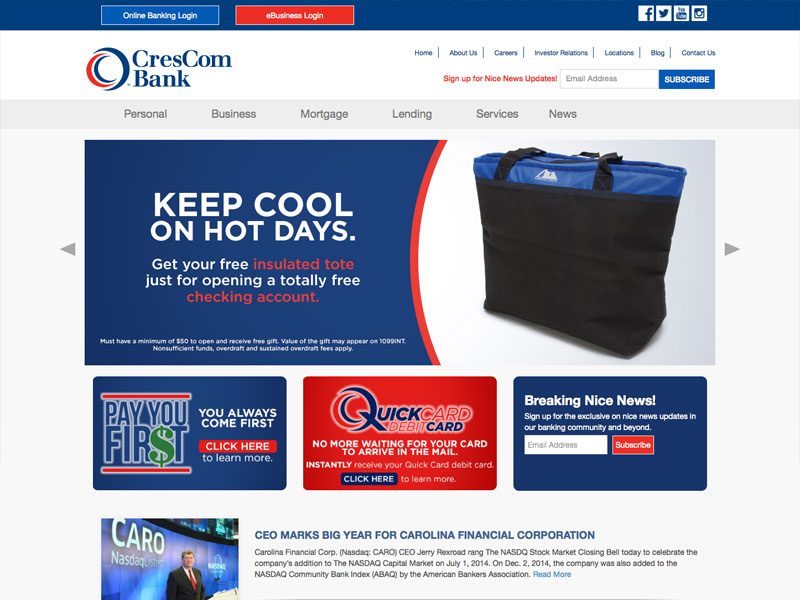 Online Banking Login
eBusiness Login
You Tube
CresCom
Bank
Home
About Us
Careers
Investor Relations
Locations
Blog
Contact Us
Sign up for Nice News Updates!
Email Address
SUBSCRIBE
Personal
Business
Mortgage
Lending
Services
News
KEEP COOL
ON HOT DAYS.
Get your free insulated tote
just for opening a totally free
checking account.
Must have a minimum of $50 to open and receive free gift. Value of the gift may appear on 1099INT.
Nonsufficient funds, overdraft and sustained overdraft fees apply.
PAY YOU
FIR$T
YOU ALWAYS
COME FIRST
CLICK HERE
to learn more.
QUICKCARD
DEBITCARD
NO MORE WAITING FOR YOUR CARD
TO ARRIVE IN THE MAIL.
INSTANTLY receive your Quick Card debit card.
CLICK HERE to learn more.
Breaking Nice News!
Sign up for the exclusive on nice news updates in
our banking community and beyond.
Email Address
Subscribe
CARO
NasdaqListed
CEO MARKS BIG YEAR FOR CAROLINA FINANCIAL CORPORATION
Carolina Financial Corp. (Nasdaq: CARO) CEO Jerry Rexroad rang The NASDQ Stock Market Closing Bell today to celebrate the
company's addition to The NASDAQ Capital Market on July 1, 2014. On Dec. 2, 2014, the company was also added to the
NASDAQ Community Bank Index (ABAQ) by the American Bankers Association. Read More